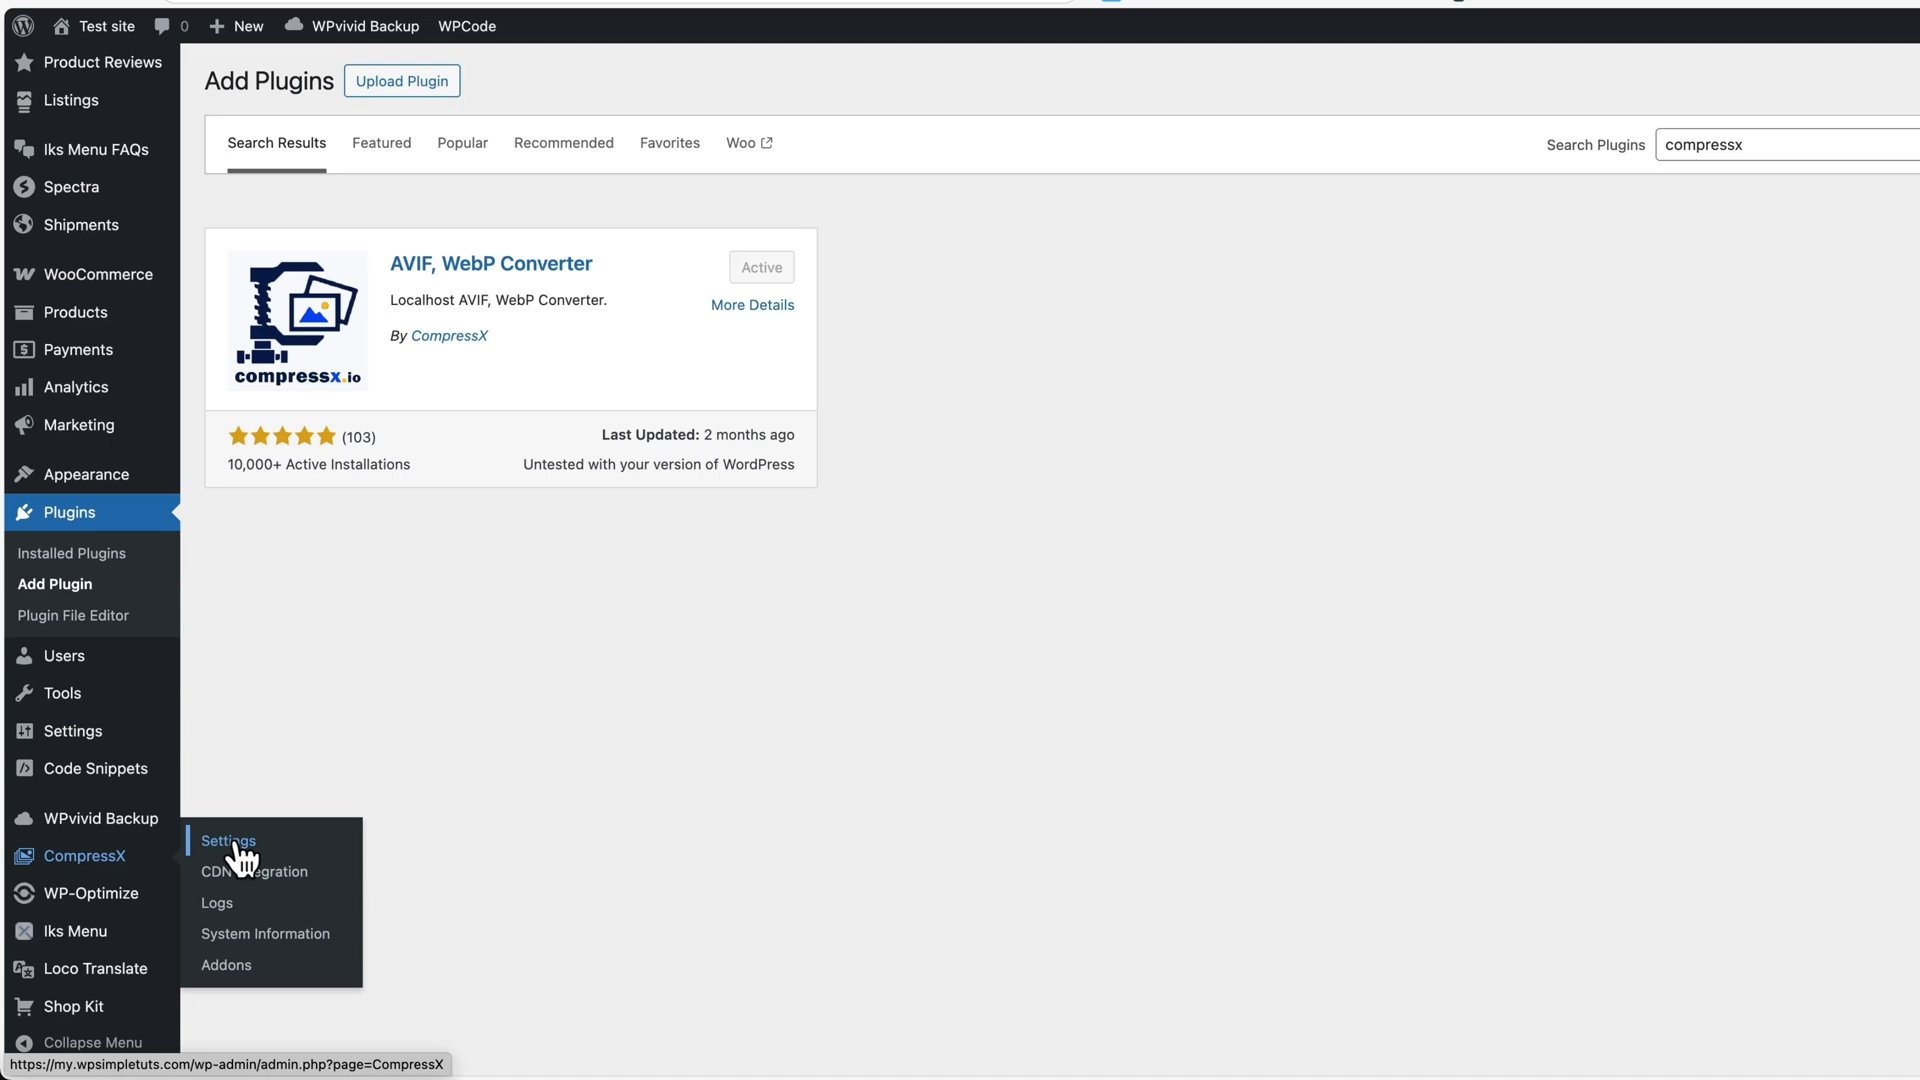 Test site
0
New
WPvivid Backup
WPCode
Product Reviews
Listings
Iks Menu FAQs
Spectra
Shipments
WooCommerce
Products
Payments
Analytics
Marketing
Appearance
Plugins
Installed Plugins
Add Plugin
Plugin File Editor
Users
Tools
Settings
Code Snippets
WPvivid Backup
CompressX
WP-Optimize
Iks Menu
Loco Translate
Shop Kit
Collapse Menu
Settings
CDN
Logs
System Information
Addons
Add Plugins
Upload Plugin
Search Results
Featured
Popular
Recommended
Favorites
Woo
Search Plugins
compressx
compressx.io
AVIF, WebP Converter
Active
Localhost AVIF, WebP Converter.
More Details
By CompressX
(103)
Last Updated: 2 months ago
10,000+ Active Installations
Untested with your version of WordPress
https://my.wpsimpletuts.com/wp-admin/admin.php?page=CompressX